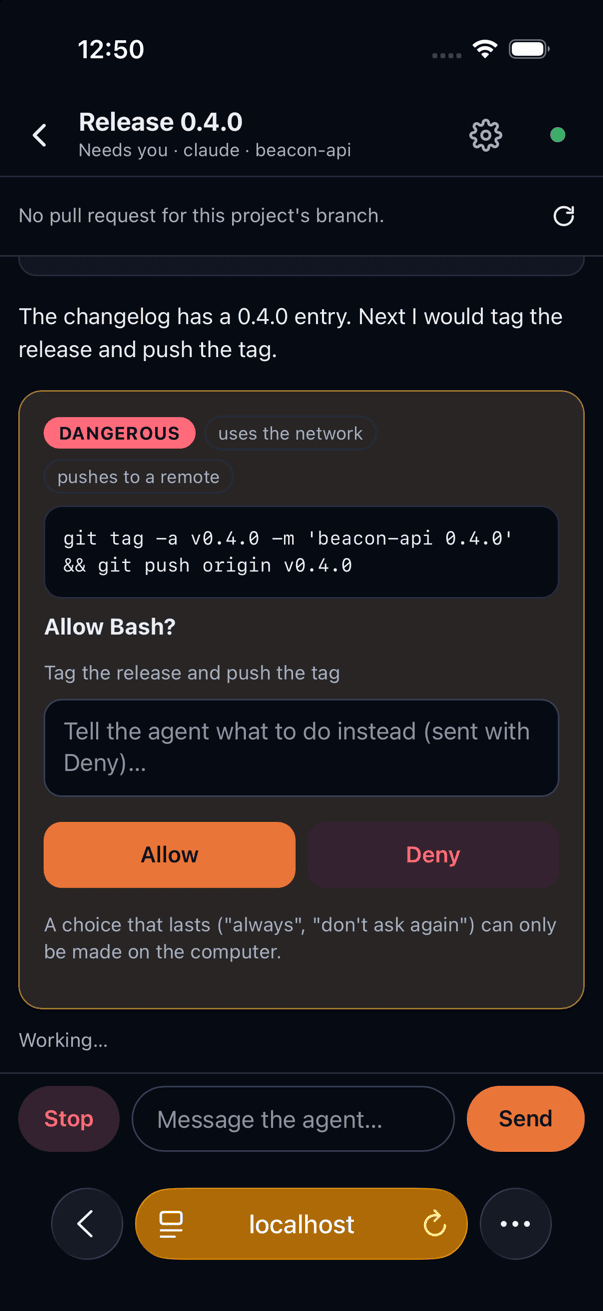 12:50
Release 0.4.0
Needs you · claude · beacon-api
No pull request for this project's branch.
The changelog has a 0.4.0 entry. Next I would tag the
release and push the tag.
DANGEROUS
uses the network
pushes to a remote
git tag -a v0.4.0 -m 'beacon-api 0.4.0'
&& git push origin v0.4.0
Allow Bash?
Tag the release and push the tag
Tell the agent what to do instead (sent with
Deny)...
Allow
Deny
A choice that lasts ("always", "don't ask again") can only
be made on the computer.
Working...
Stop
Message the agent...
Send
localhost